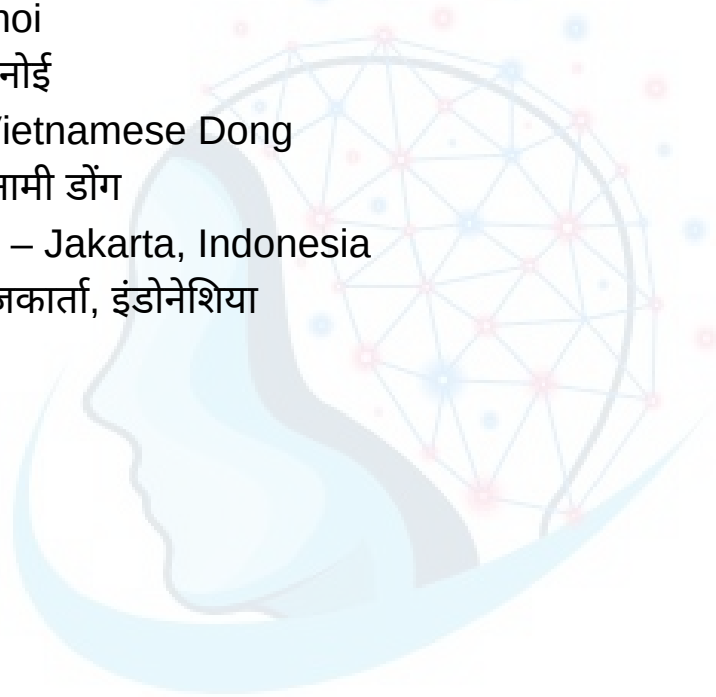 noi
नोई
ietnamese Dong
नामी डोंग
– Jakarta, Indonesia
जकार्ता, इंडोनेशिया